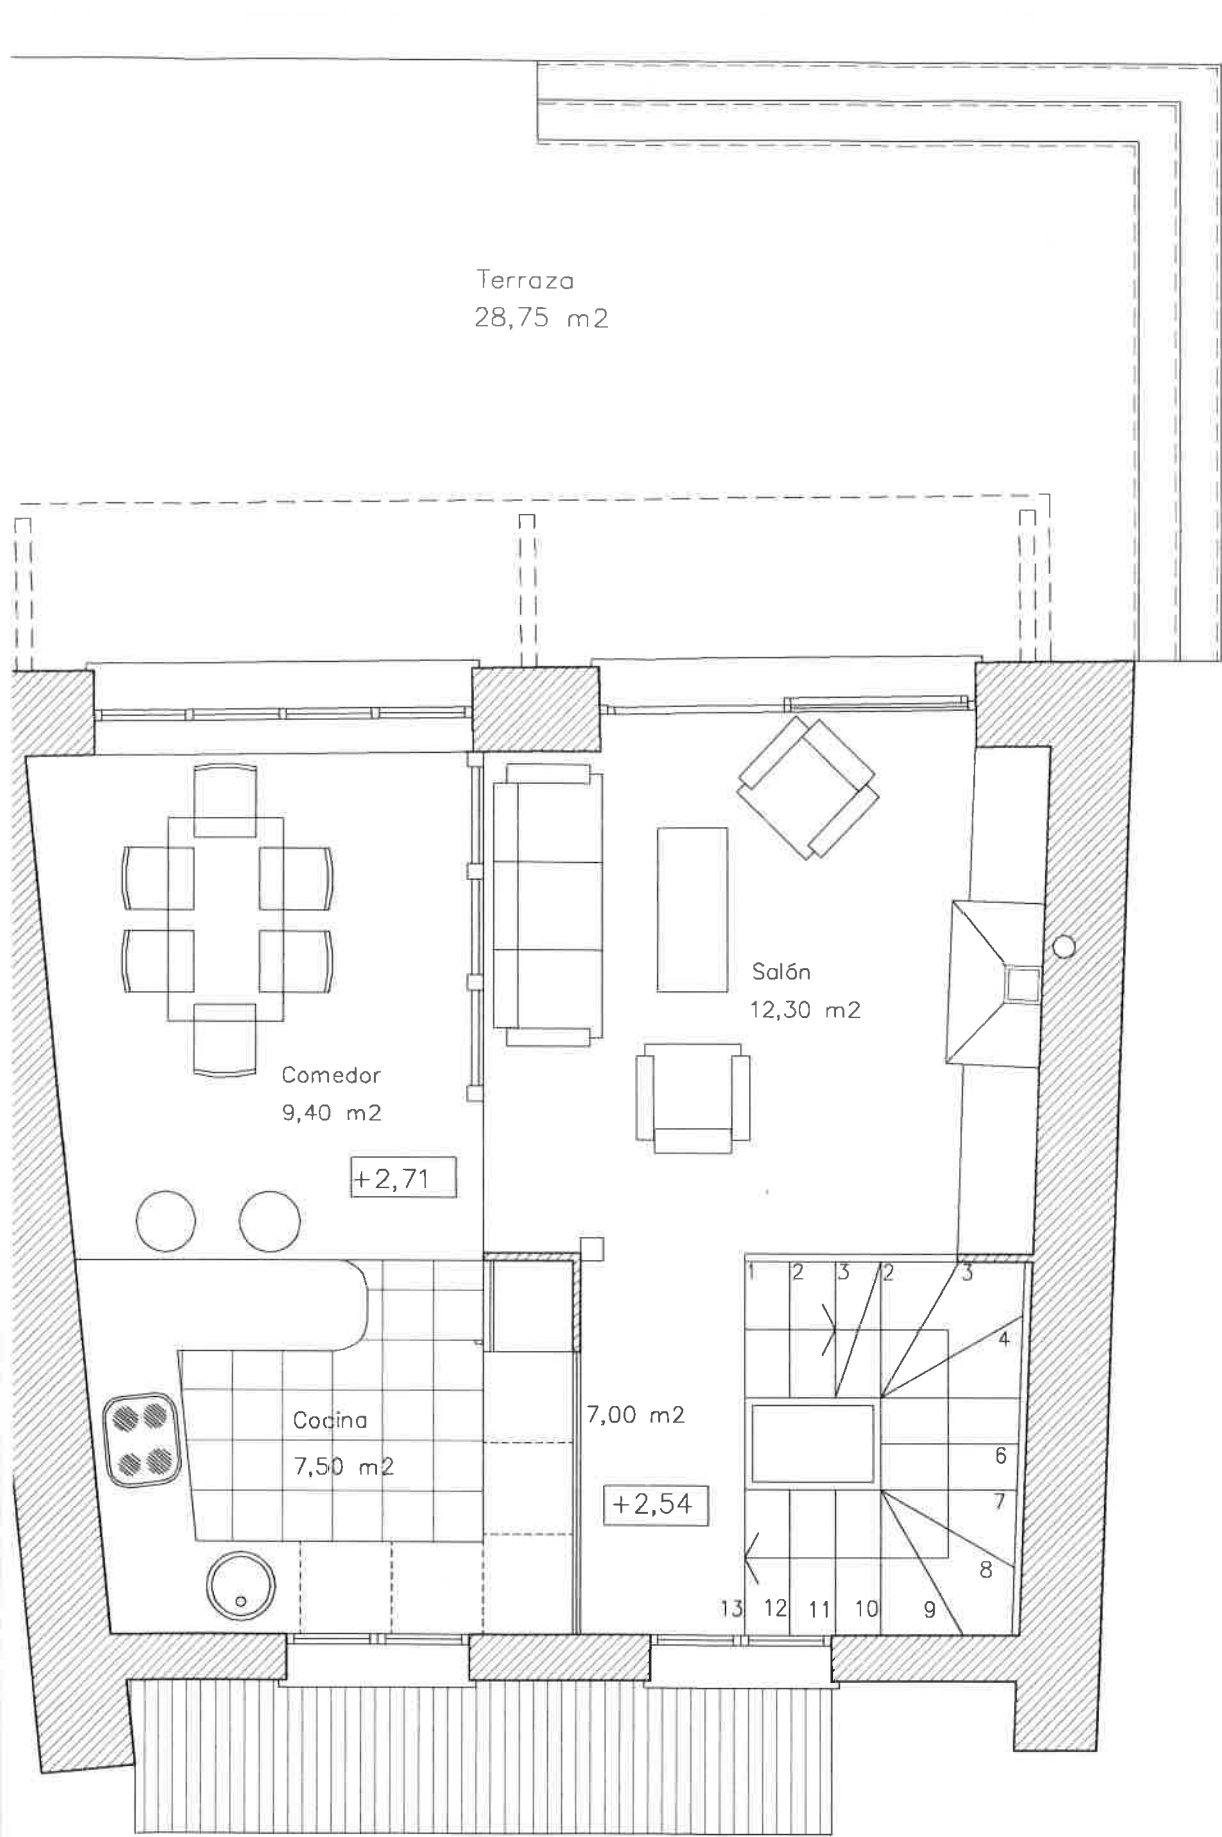 Terraza
28,75 m2
Salón
12,30 m2
Comedor
9,40 m2
+2,71
1 2 3 2 3
4
Cocina
7,00 m2
7,50 m2
6
+2,54
7
8
13 12 11 10 9